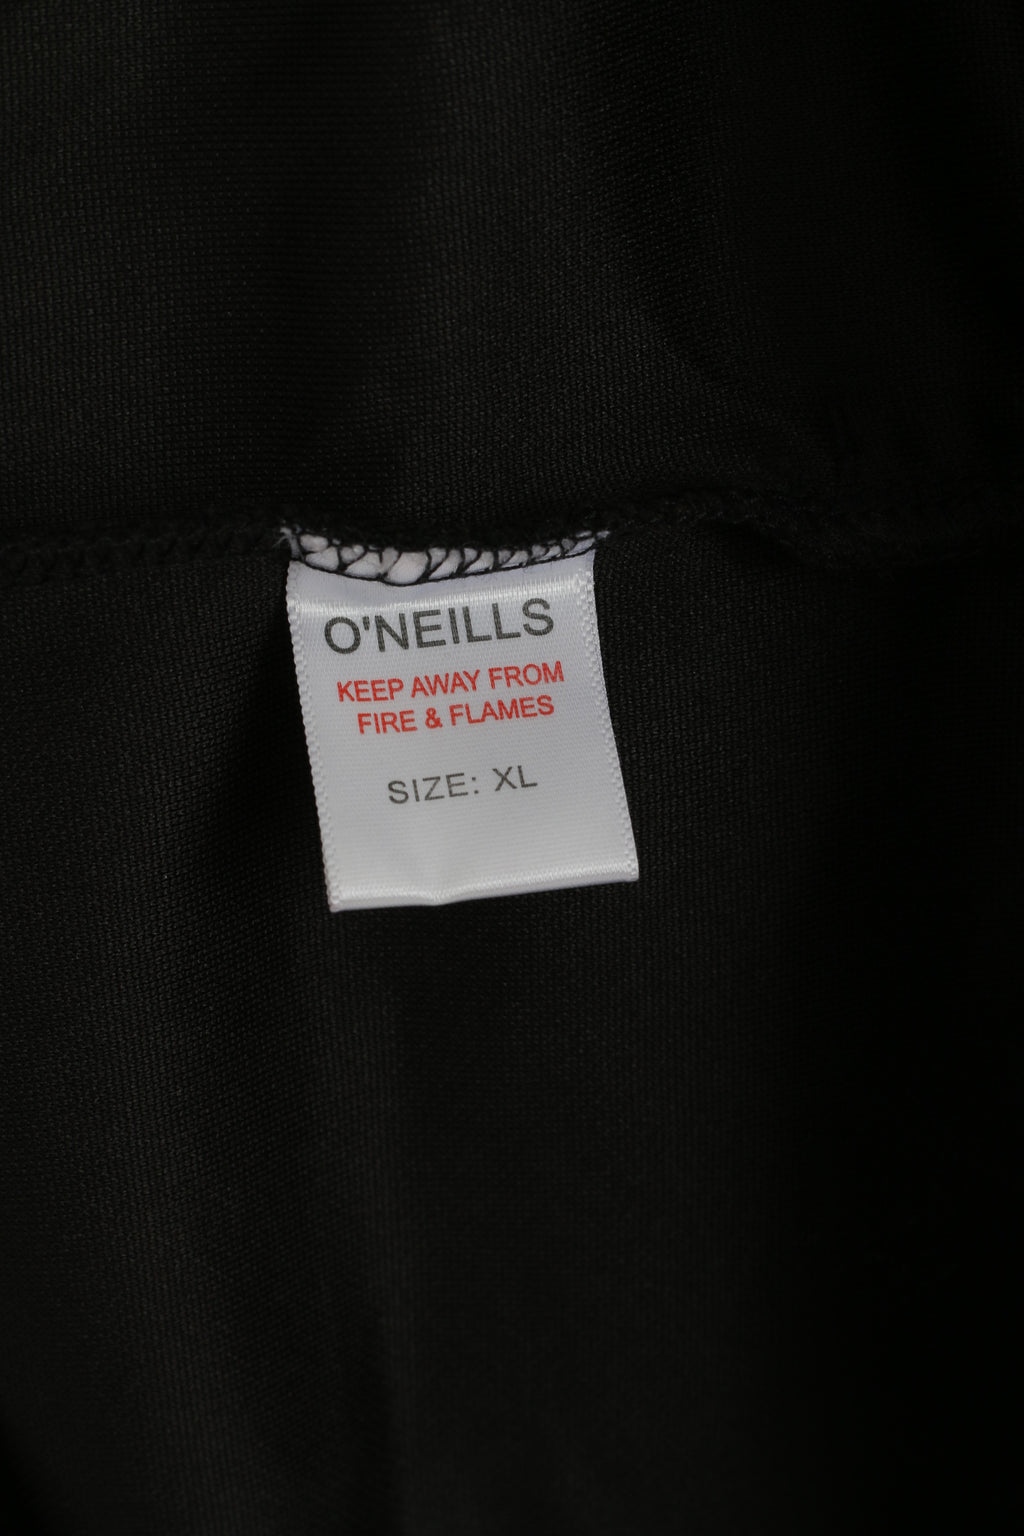 O'NEILLS
KEEP AWAY FROM
FIRE & FLAMES
SIZE: XL